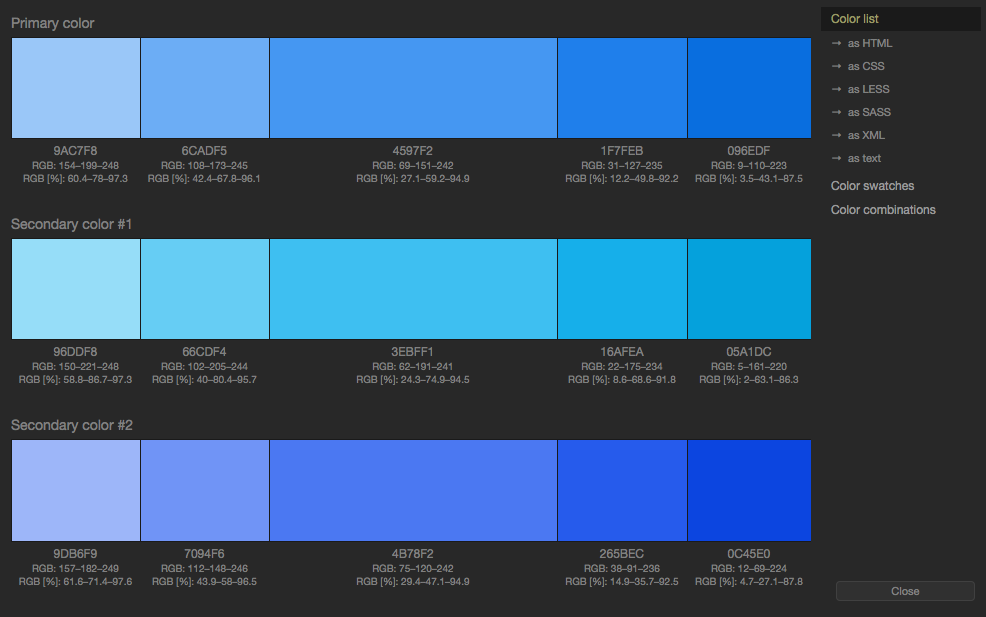 Primary color
9AC7F8 6CADF5 4597F2 1F7FEB 096EDF
RGB: 154–199–248 RGB: 108–173–245 RGB: 69–151–242 RGB: 31–127–235 RGB: 9–110–223
RGB [%]: 60.4–78–97.3 RGB [%]: 42.4–67.8–96.1 RGB [%]: 27.1–59.2–94.9 RGB [%]: 12.2–49.8–92.2 RGB [%]: 3.5–43.1–87.5
Secondary color #1
96DDF8 66CDF4 3EBFF1 16AFEA 05A1DC
RGB: 150–221–248 RGB: 102–205–244 RGB: 62–191–241 RGB: 22–175–234 RGB: 5–161–220
RGB [%]: 58.8–86.7–97.3 RGB [%]: 40–80.4–95.7 RGB [%]: 24.3–74.9–94.5 RGB [%]: 8.6–68.6–91.8 RGB [%]: 2–63.1–86.3
Secondary color #2
9DB6F9 7094F6 4B78F2 265BEC 0C45E0
RGB: 157–182–249 RGB: 112–148–246 RGB: 75–120–242 RGB: 38–91–236 RGB: 12–69–224
RGB [%]: 61.6–71.4–97.6 RGB [%]: 43.9–58–96.5 RGB [%]: 29.4–47.1–94.9 RGB [%]: 14.9–35.7–92.5 RGB [%]: 4.7–27.1–87.8
Color list
→ as HTML
→ as CSS
→ as LESS
→ as SASS
→ as XML
→ as text
Color swatches
Color combinations
Close